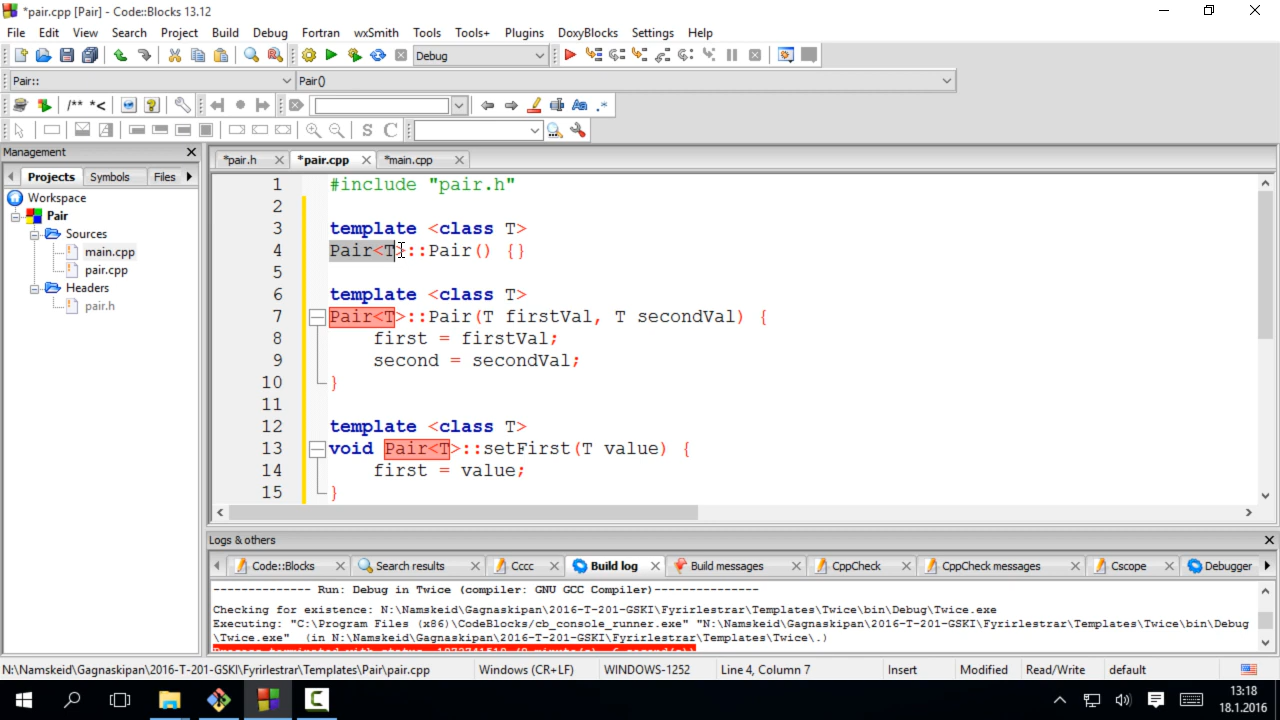 *pair.cpp [Pair] - Code::Blocks 13.12
File Edit View Search Project Build Debug Fortran wxSmith Tools Tools+ Plugins DoxyBlocks Settings Help
Debug
Pair:: Pair()
/** *< Aa .*
S C
Management
Projects Symbols Files
Workspace
Pair
Sources
main.cpp
pair.cpp
Headers
pair.h
*pair.h *pair.cpp *main.cpp
1 #include "pair.h"
2
3 template <class T>
4 Pair<T>::Pair() {}
5
6 template <class T>
7 Pair<T>::Pair(T firstVal, T secondVal) {
8 first = firstVal;
9 second = secondVal;
10 }
11
12 template <class T>
13 void Pair<T>::setFirst(T value) {
14 first = value;
15 }
Logs & others
Code::Blocks Search results Cccc Build log Build messages CppCheck CppCheck messages Cscope Debugger
-------------- Run: Debug in Twice (compiler: GNU GCC Compiler)---------------
Checking for existence: N:\Namskeid\Gagnaskipan\2016-T-201-GSKI\Fyrirlestrar\Templates\Twice\bin\Debug\Twice.exe
Executing: "C:\Program Files (x86)\CodeBlocks/cb_console_runner.exe" "N:\Namskeid\Gagnaskipan\2016-T-201-GSKI\Fyrirlestrar\Templates\Twice\bin\Debug
\Twice.exe" (in N:\Namskeid\Gagnaskipan\2016-T-201-GSKI\Fyrirlestrar\Templates\Twice\.)
Process terminated with status
N:\Namskeid\Gagnaskipan\2016-T-201-GSKI\Fyrirlestrar\Templates\Pair\pair.cpp Windows (CR+LF) WINDOWS-1252 Line 4, Column 7 Insert Modified Read/Write default
13:18
18.1.2016